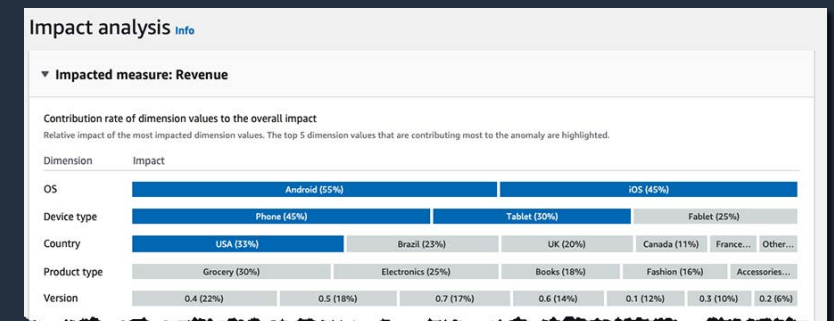 Impact analysis Info
▼ Impacted measure: Revenue
Contribution rate of dimension values to the overall impact
Relative impact of the most impacted dimension values. The top 5 dimension values that are contributing most to the anomaly are highlighted.
Dimension Impact
OS Android (55%) iOS (45%)
Device type Phone (45%) Tablet (30%) Fablet (25%)
Country USA (33%) Brazil (23%) UK (20%) Canada (11%) France... Other...
Product type Grocery (30%) Electronics (25%) Books (18%) Fashion (16%) Accessories...
Version 0.4 (22%) 0.5 (18%) 0.7 (17%) 0.6 (14%) 0.1 (12%) 0.3 (10%) 0.2 (6%)